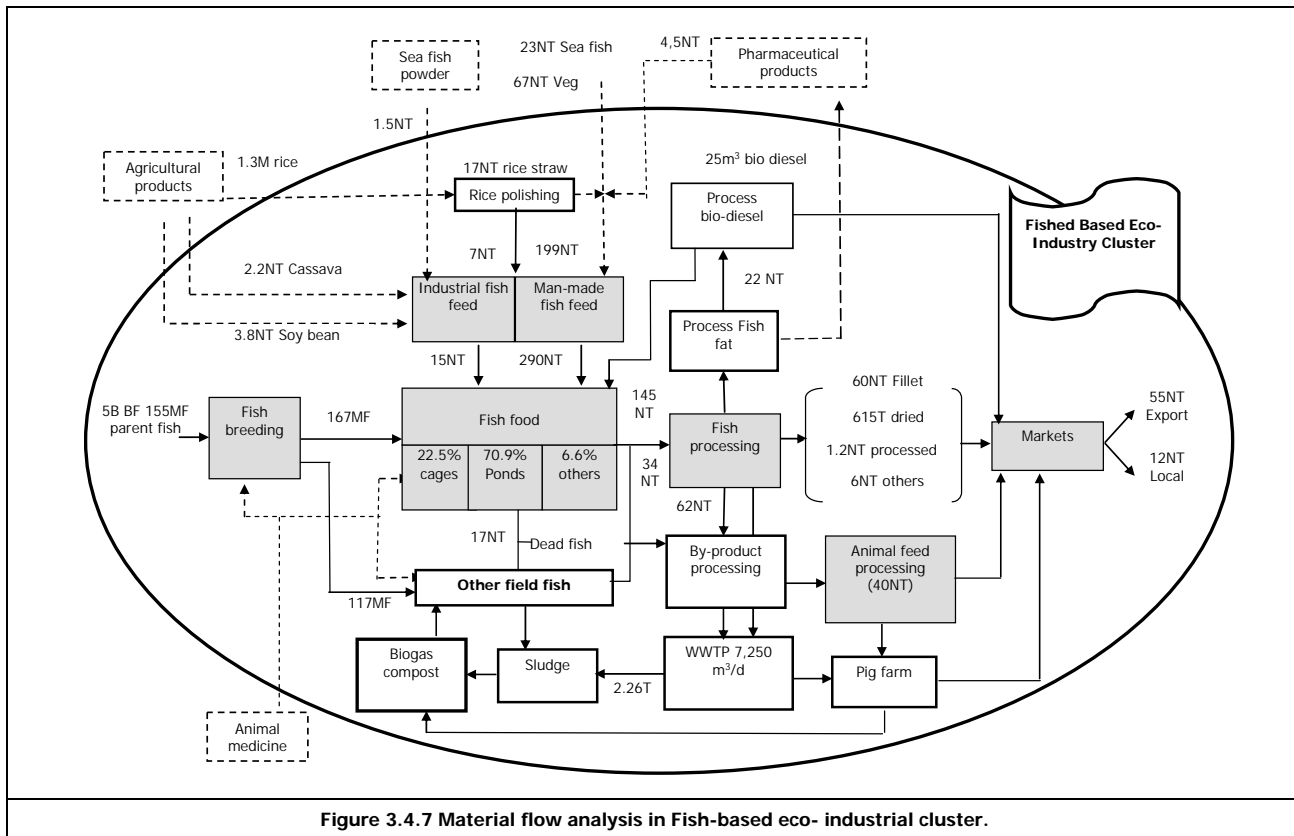 Sea fish
powder
23NT Sea fish
67NT Veg
4,5NT
Pharmaceutical
products
1.5NT
Agricultural
products
1.3M rice
17NT rice straw
Rice polishing
25m³ bio diesel
Process
bio-diesel
Fished Based Eco-
Industry Cluster
7NT
199NT
2.2NT Cassava
Industrial fish
feed
Man-made
fish feed
22 NT
3.8NT Soy bean
Process Fish
fat
15NT
290NT
5B BF 155MF
parent fish
Fish
breeding
167MF
Fish food
22.5%
cages
70.9%
Ponds
6.6%
others
145
NT
34
NT
Fish
processing
60NT Fillet
615T dried
1.2NT processed
6NT others
Markets
55NT
Export
12NT
Local
62NT
17NT
Dead fish
By-product
processing
Animal feed
processing
(40NT)
Other field fish
117MF
Biogas
compost
Sludge
2.26T
WWTP 7,250
m³/d
Pig farm
Animal
medicine
Figure 3.4.7 Material flow analysis in Fish-based eco- industrial cluster.